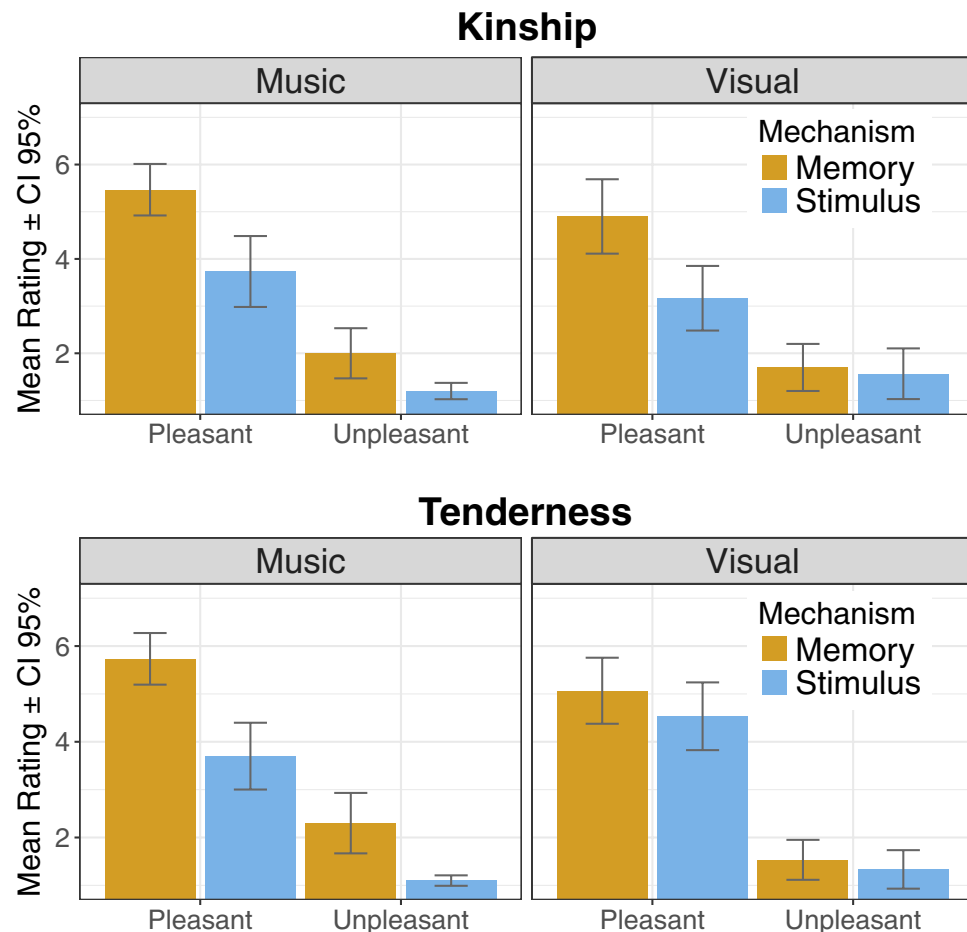 Kinship
Music
Visual
Mean Rating ± CI 95%
6
4
2
Mechanism
Memory
Stimulus
Pleasant
Unpleasant
Pleasant
Unpleasant
Tenderness
Music
Visual
Mean Rating ± CI 95%
6
4
2
Mechanism
Memory
Stimulus
Pleasant
Unpleasant
Pleasant
Unpleasant